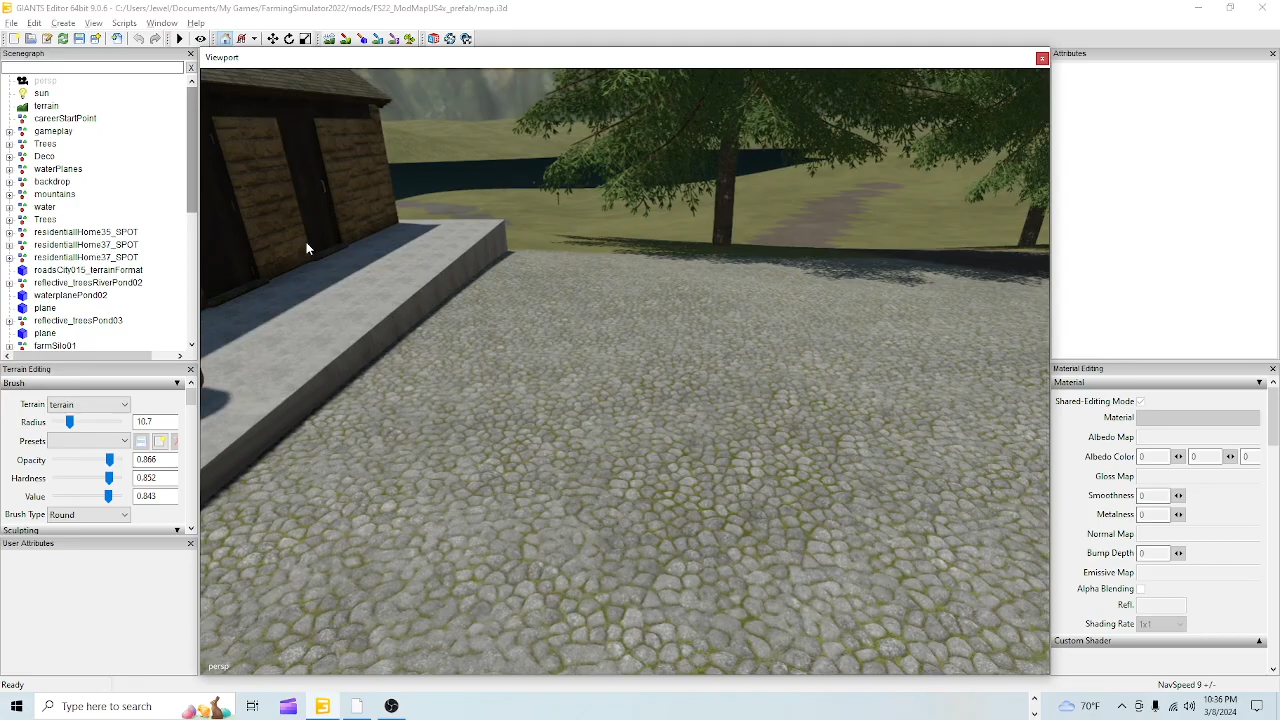 GIANTS Editor 64bit 9.0.6 - C:/Users/Jewel/Documents/My Games/FarmingSimulator2022/mods/FS22_ModMapUS4x_prefab/map.i3d
File Edit Create View Scripts Window Help
Scenegraph
Viewport
Attributes
X
persp
sun
terrain
careerStartPoint
gameplay
Trees
Deco
waterPlanes
backdrop
mountains
water
Trees
residentiallHome35_SPOT
residentiallHome37_SPOT
residentiallHome35_SPOT
roadsCity015_terrainFormat
reflective_treesRiverPond02
waterplanePond02
plane
reflective_treesPond03
plane
farmSilo01
Terrain Editing
Brush
Terrain terrain
Radius 10.7
Presets
Opacity 0.866
Hardness 0.852
Value 0.843
Brush Type Round
Sculpting
User Attributes
persp
Material Editing
Material
Shared-Editing Mode
Material
Albedo Map
Albedo Color 0 0 0
Gloss Map
Smoothness 0
Metalness 0
Normal Map
Bump Depth 0
Emissive Map
Alpha Blending
Refl.
Shading Rate 1x1
Custom Shader
Ready
NavSpeed 9 +/-
Type here to search
70°F
10:36 PM
3/8/2024